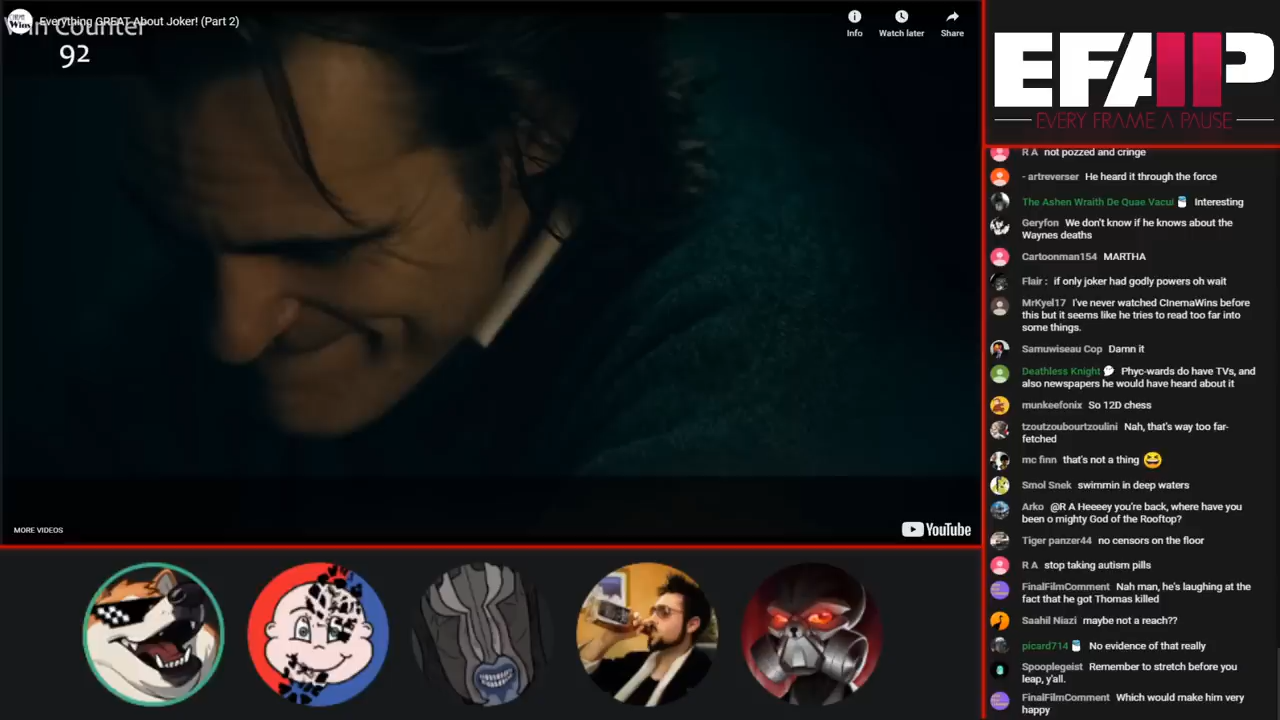 Everything GREAT About Joker! (Part 2)
Win Counter
92
Info
Watch later
Share
MORE VIDEOS
YouTube
EFAP
EVERY FRAME A PAUSE
R A not pozzed and cringe
- artreverser He heard it through the force
The Ashen Wraith De Quae Vacui Interesting
Geryfon We don't know if he knows about the
Waynes deaths
Cartoonman154 MARTHA
Flair : if only joker had godly powers oh wait
MrKyel17 I've never watched CInemaWins before
this but it seems like he tries to read too far into
some things.
Samuwiseau Cop Damn it
Deathless Knight Phyc-wards do have TVs, and
also newspapers he would have heard about it
munkeefonix So 12D chess
tzoutzoubourtzoulini Nah, that's way too far-
fetched
mc finn that's not a thing
Smol Snek swimmin in deep waters
Arko @R A Heeeey you're back, where have you
been o mighty God of the Rooftop?
Tiger panzer44 no censors on the floor
R A stop taking autism pills
FinalFilmComment Nah man, he's laughing at the
fact that he got Thomas killed
Saahil Niazi maybe not a reach??
picard714 No evidence of that really
Spooplegeist Remember to stretch before you
leap, y'all.
FinalFilmComment Which would make him very
happy